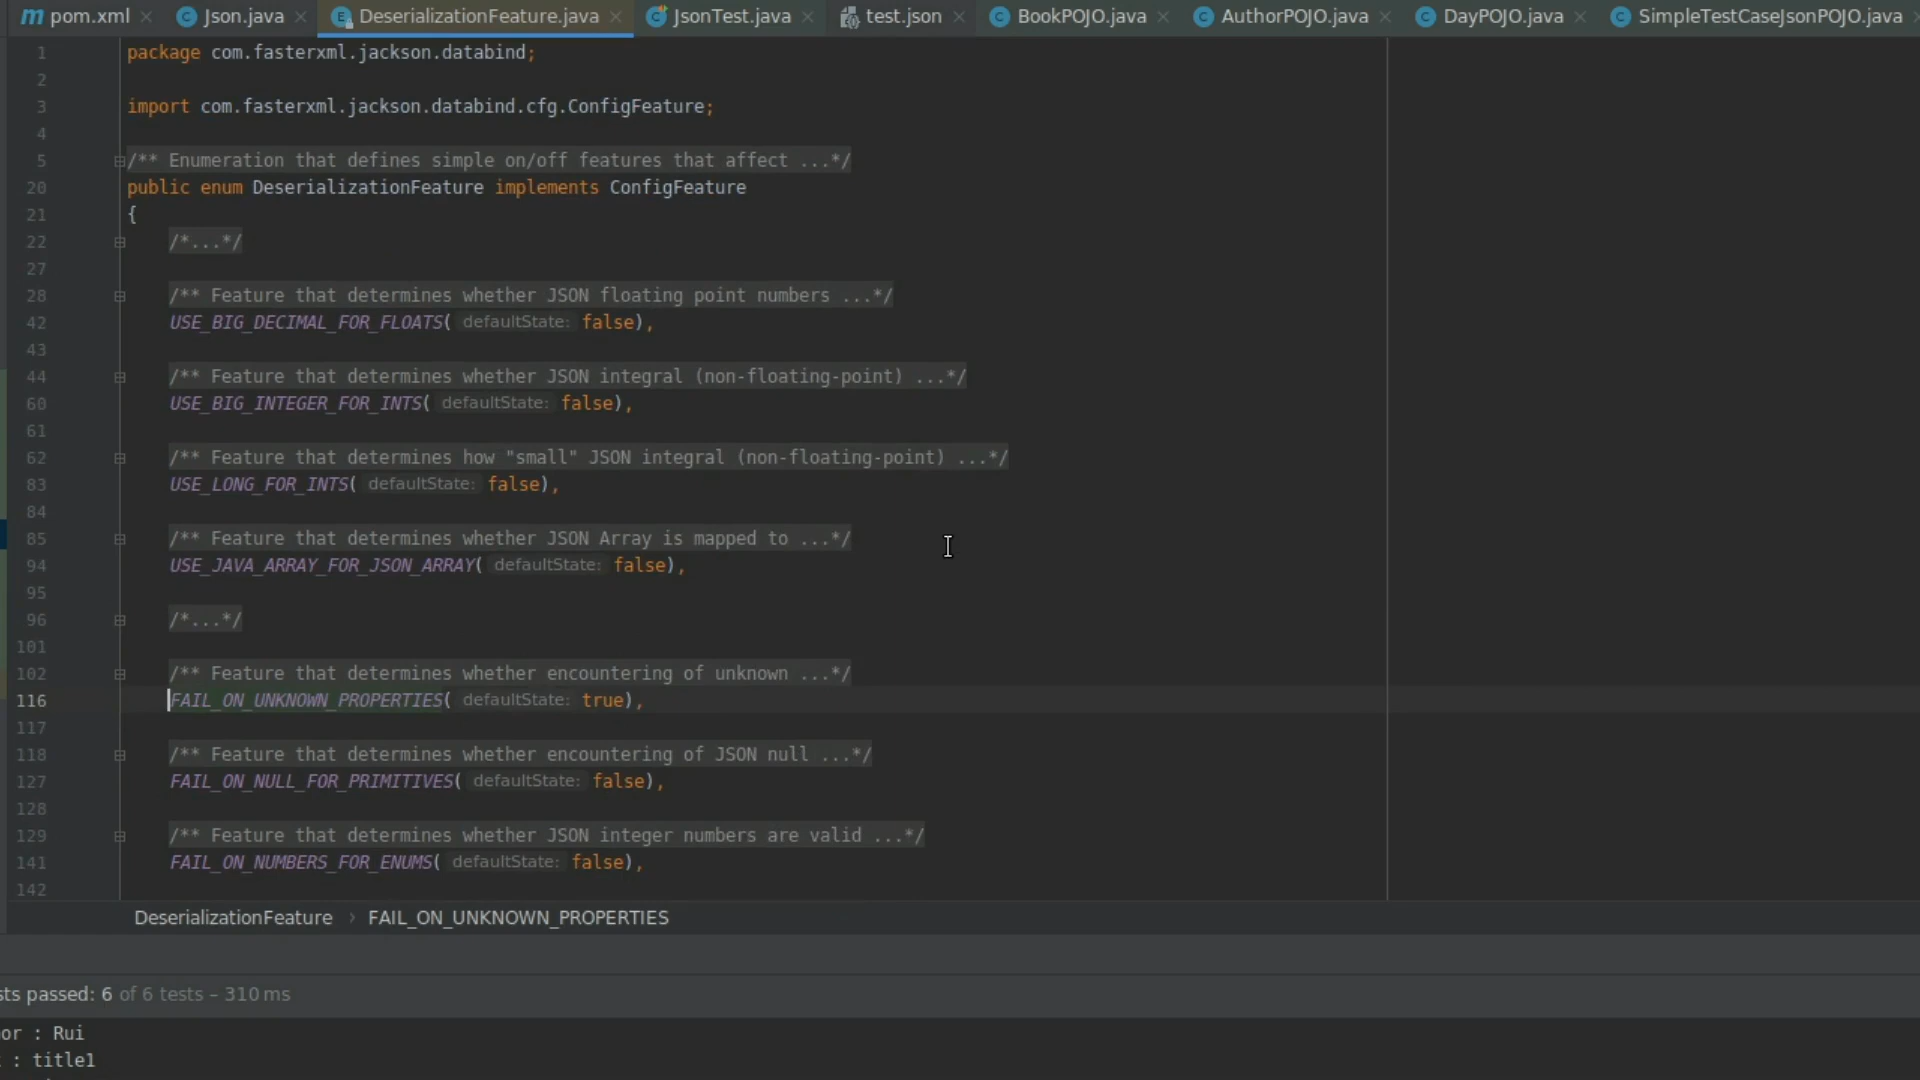 pom.xml Json.java DeserializationFeature.java JsonTest.java test.json BookPOJO.java AuthorPOJO.java DayPOJO.java SimpleTestCaseJsonPOJO.java
1 package com.fasterxml.jackson.databind;
2
3 import com.fasterxml.jackson.databind.cfg.ConfigFeature;
4
5 /** Enumeration that defines simple on/off features that affect ...*/
20 public enum DeserializationFeature implements ConfigFeature
21 {
22 /*...*/
27
28 /** Feature that determines whether JSON floating point numbers ...*/
42 USE_BIG_DECIMAL_FOR_FLOATS( defaultState: false),
43
44 /** Feature that determines whether JSON integral (non-floating-point) ...*/
60 USE_BIG_INTEGER_FOR_INTS( defaultState: false),
61
62 /** Feature that determines how "small" JSON integral (non-floating-point) ...*/
83 USE_LONG_FOR_INTS( defaultState: false),
84
85 /** Feature that determines whether JSON Array is mapped to ...*/
94 USE_JAVA_ARRAY_FOR_JSON_ARRAY( defaultState: false),
95
96 /*...*/
101
102 /** Feature that determines whether encountering of unknown ...*/
116 FAIL_ON_UNKNOWN_PROPERTIES( defaultState: true),
117
118 /** Feature that determines whether encountering of JSON null ...*/
127 FAIL_ON_NULL_FOR_PRIMITIVES( defaultState: false),
128
129 /** Feature that determines whether JSON integer numbers are valid ...*/
141 FAIL_ON_NUMBERS_FOR_ENUMS( defaultState: false),
142
DeserializationFeature › FAIL_ON_UNKNOWN_PROPERTIES
sts passed: 6 of 6 tests – 310 ms
or : Rui
: title1